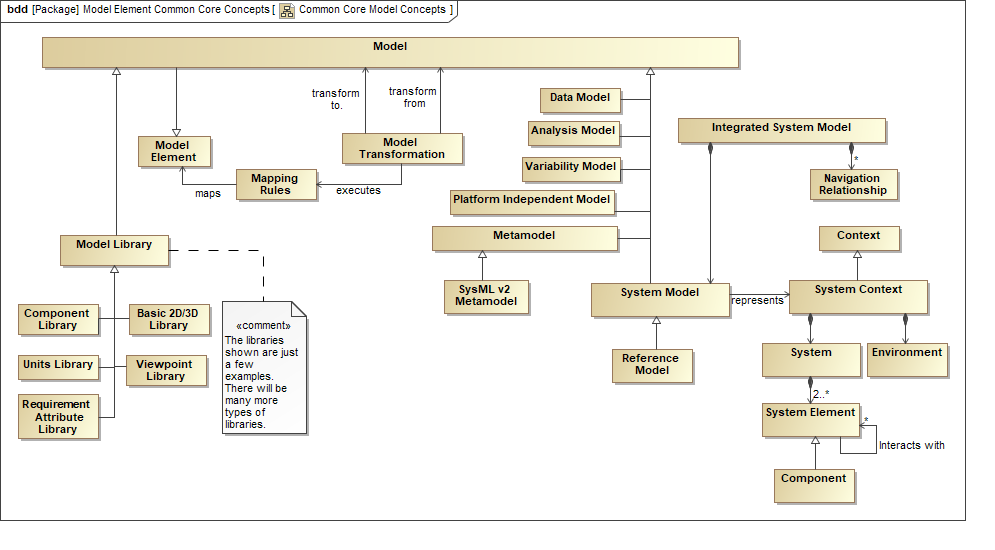 bdd [Package] Model Element Common Core Concepts [ Common Core Model Concepts ]
Model
transform
to.
transform
from
Data Model
Analysis Model
Variability Model
Platform Independent Model
Metamodel
SysML v2
Metamodel
Model
Element
Model
Transformation
Mapping
Rules
maps
executes
Integrated System Model
*
Navigation
Relationship
Context
System Model
represents
System Context
Reference
Model
System
Environment
2..*
System Element
*
Interacts with
Component
Model Library
Component
Library
Basic 2D/3D
Library
Units Library
Viewpoint
Library
Requirement
Attribute
Library
«comment»
The libraries
shown are just
a few
examples.
There will be
many more
types of
libraries.